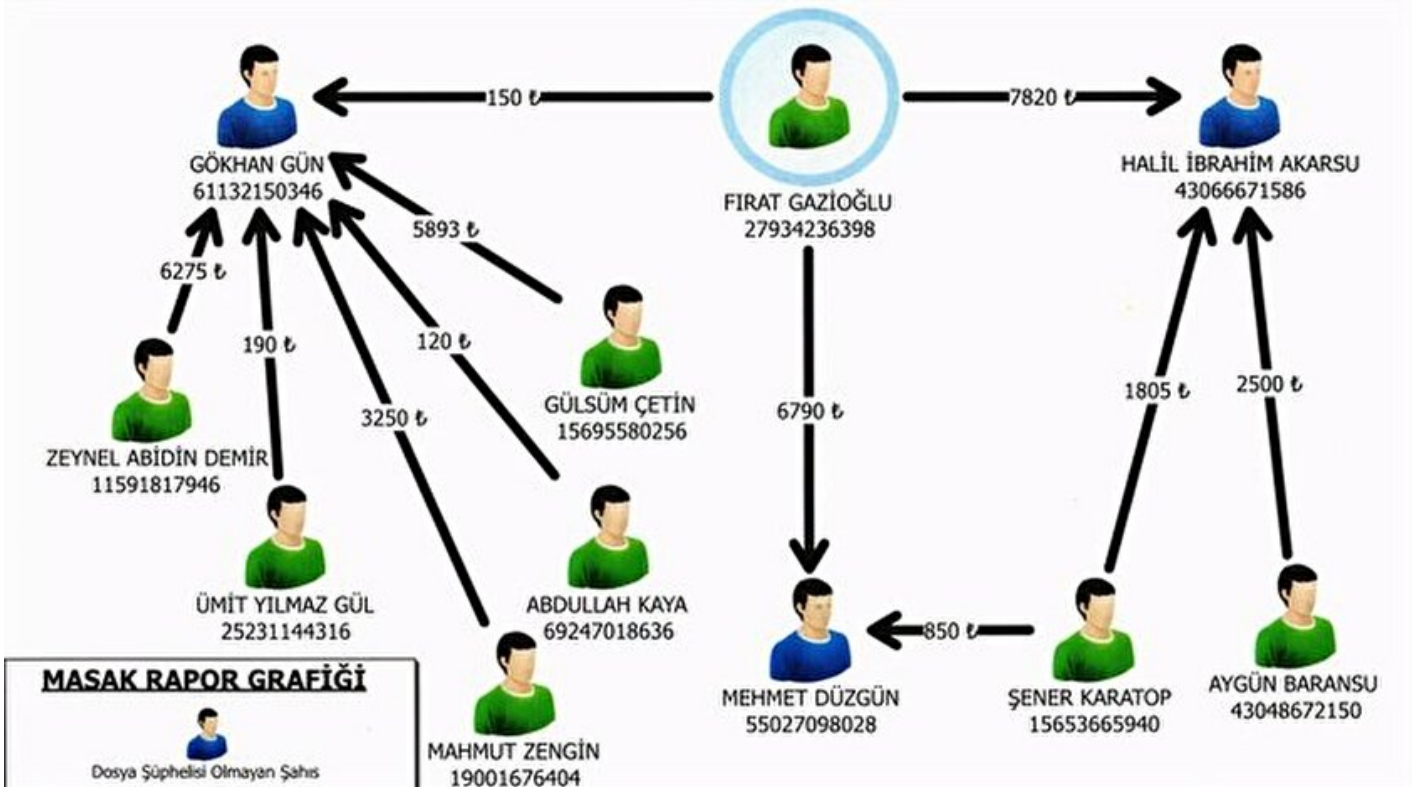 150 ₺
7820 ₺
GÖKHAN GÜN
61132150346
FIRAT GAZİOĞLU
27934236398
HALİL İBRAHİM AKARSU
43066671586
5893 ₺
6275 ₺
190 ₺
120 ₺
3250 ₺
6790 ₺
1805 ₺
2500 ₺
GÜLSÜM ÇETİN
15695580256
ZEYNEL ABİDİN DEMİR
11591817946
ÜMİT YILMAZ GÜL
25231144316
ABDULLAH KAYA
69247018636
850 ₺
MEHMET DÜZGÜN
55027098028
ŞENER KARATOP
15653665940
AYGÜN BARANSU
43048672150
MAHMUT ZENGİN
19001676404
MASAK RAPOR GRAFİĞİ
Dosya Şüphelisi Olmayan Şahıs